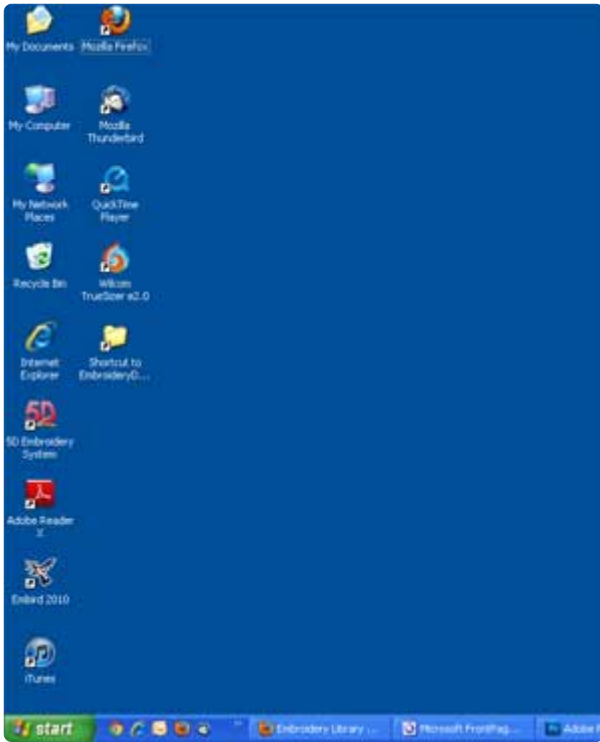 My Documents
Mozilla Firefox
My Computer
Mozilla
Thunderbird
My Network
Places
QuickTime
Player
Recycle Bin
Wilcom
TrueSizer e2.0
Internet
Explorer
Shortcut to
EmbroideryD...
5D
5D Embroidery
System
Adobe Reader
X
Embird 2010
iTunes
start
Embroidery Library ...
Microsoft FrontPag...
Adobe